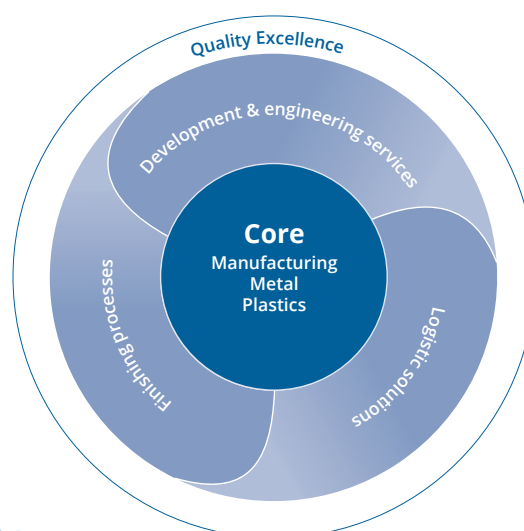 Quality Excellence
Development & engineering services
Core
Manufacturing
Metal
Plastics
Finishing processes
Logistic solutions